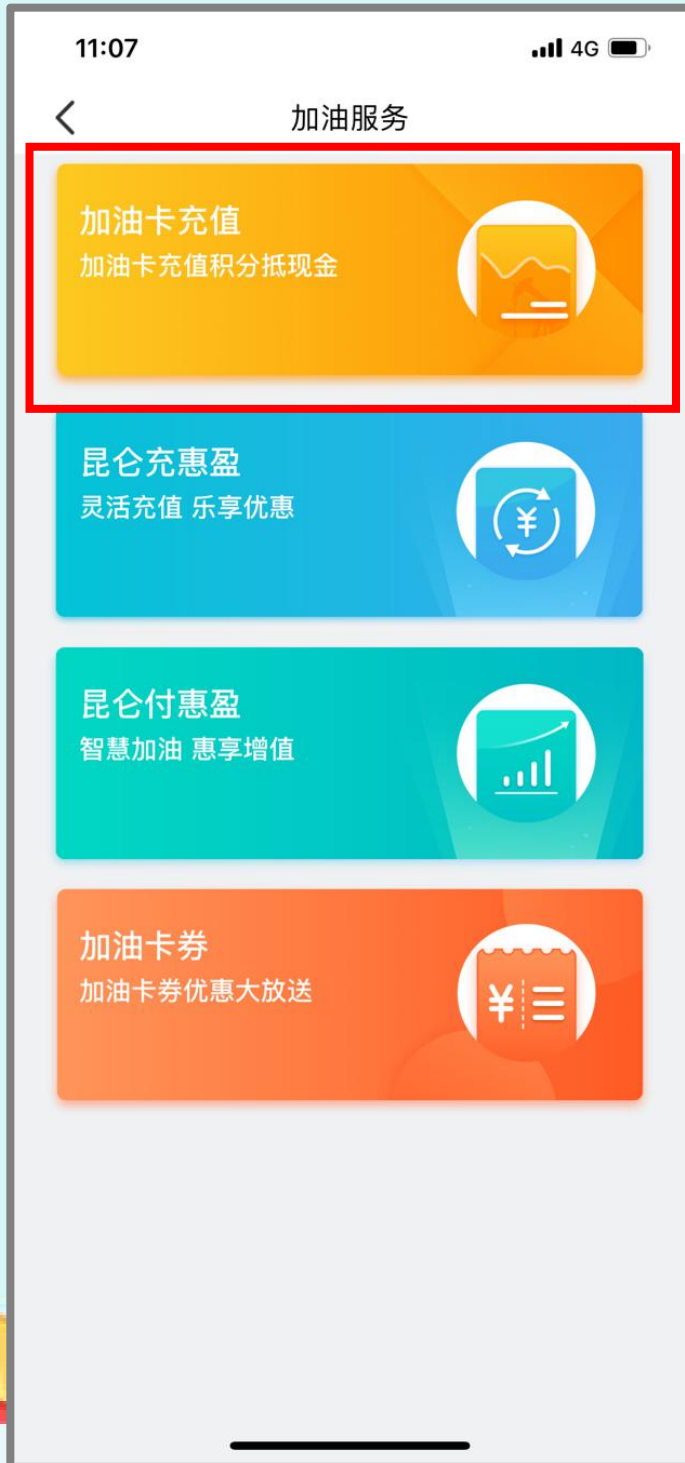 11:07
4G
加油服务
加油卡充值
加油卡充值积分抵现金
昆仑充惠盈
灵活充值 乐享优惠
¥
昆仑付惠盈
智慧加油 惠享增值
加油卡券
加油卡券优惠大放送
¥